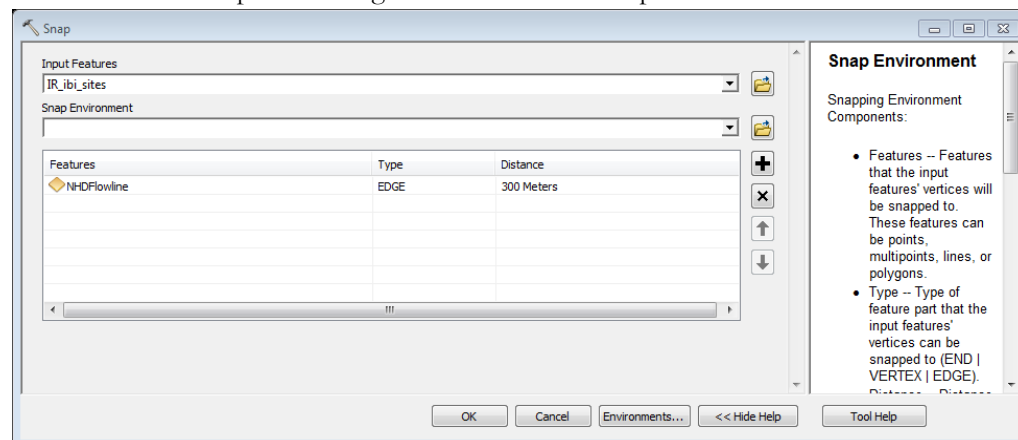 Snap
Input Features
IR_ibi_sites
Snap Environment
Features Type Distance
NHDFlowline EDGE 300 Meters
OK Cancel Environments... << Hide Help Tool Help
Snap Environment
Snapping Environment
Components:
• Features -- Features
that the input
features' vertices will
be snapped to.
These features can
be points,
multipoints, lines, or
polygons.
• Type -- Type of
feature part that the
input features'
vertices can be
snapped to (END |
VERTEX | EDGE).